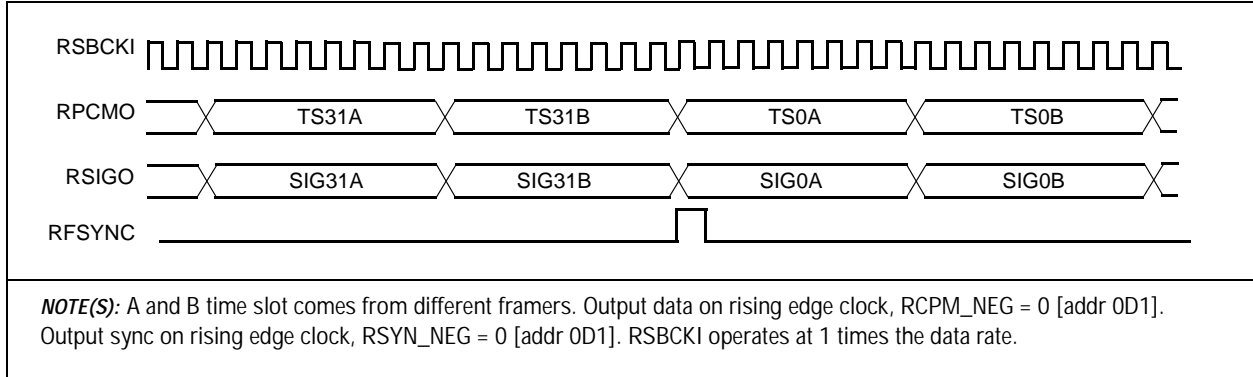 RSBCKI
RPCMO TS31A TS31B TS0A TS0B
RSIGO SIG31A SIG31B SIG0A SIG0B
RFSYNC
NOTE(S): A and B time slot comes from different framers. Output data on rising edge clock, RCPM_NEG = 0 [addr 0D1].
Output sync on rising edge clock, RSYN_NEG = 0 [addr 0D1]. RSBCKI operates at 1 times the data rate.